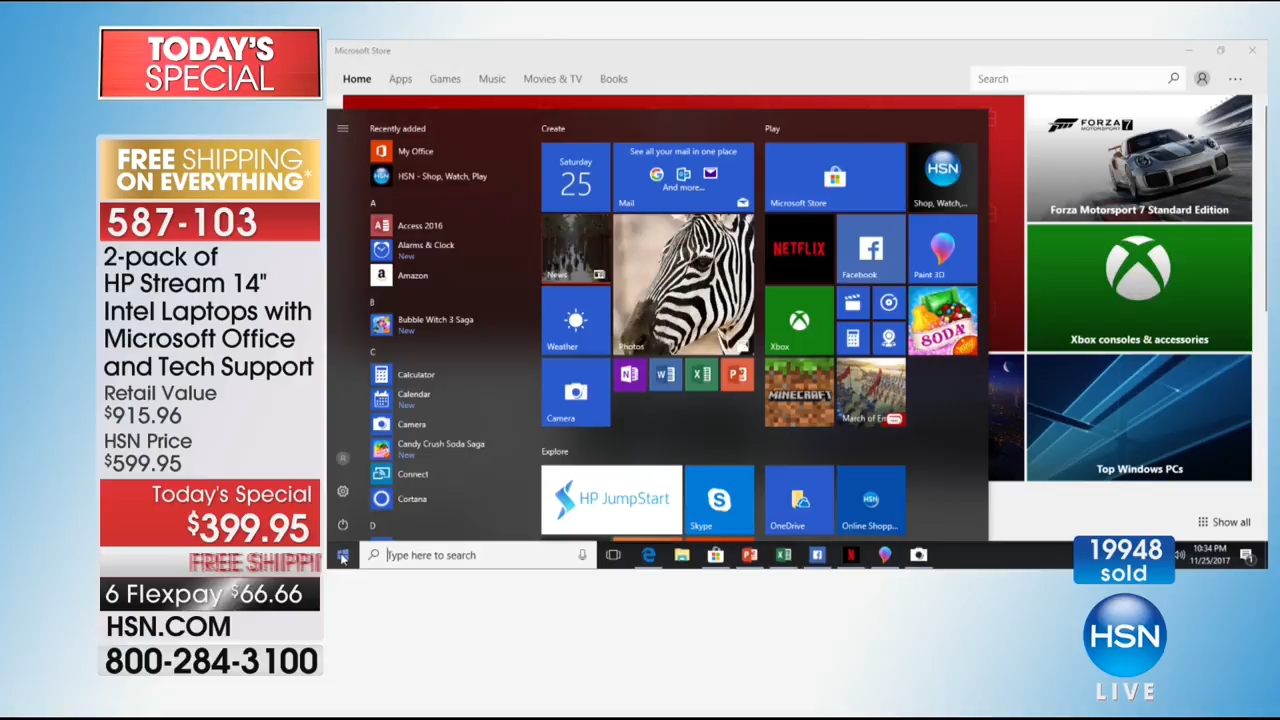 TODAY'S
SPECIAL
FREE SHIPPING
ON EVERYTHING*
587-103
2-pack of
HP Stream 14"
Intel Laptops with
Microsoft Office
and Tech Support
Retail Value
$915.96
HSN Price
$599.95
Today's Special
$399.95
FREE SHIPPI
6 Flexpay $66.66
HSN.COM
800-284-3100
Microsoft Store
Home Apps Games Music Movies & TV Books
Search
Recently added
My Office
HSN - Shop, Watch, Play
A
Access 2016
Alarms & Clock
New
Amazon
B
Bubble Witch 3 Saga
New
C
Calculator
Calendar
New
Camera
Candy Crush Soda Saga
New
Connect
Cortana
D
Create
Saturday
25
See all your mail in one place
And more...
Mail
News
Photos
Weather
Camera
Explore
HP JumpStart
Skype
Play
Microsoft Store
HSN
Shop, Watch,...
NETFLIX
Facebook
Paint 3D
Xbox
SODA
MINECRAFT
March of Em
OneDrive
HSN
Online Shopp...
FORZA
MOTORSPORT 7
Forza Motorsport 7 Standard Edition
Xbox consoles & accessories
Top Windows PCs
Show all
Type here to search
10:34 PM
11/25/2017
19948
sold
HSN
LIVE